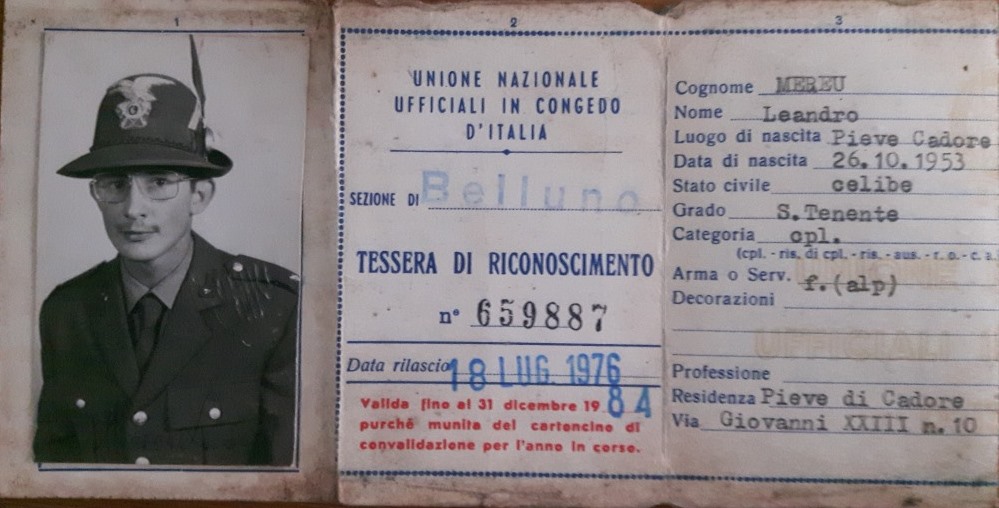 1
2
UNIONE NAZIONALE
UFFICIALI IN CONGEDO
D'ITALIA
SEZIONE DI Belluno
TESSERA DI RICONOSCIMENTO
n° 659887
Data rilascio 18 LUG. 1976
Valida fino al 31 dicembre 19 84
purché munita del cartoncino di
convalidazione per l'anno in corso.
3
Cognome MEREU
Nome Leandro
Luogo di nascita Pieve Cadore
Data di nascita 26.10.1953
Stato civile celibe
Grado S.Tenente
Categoria cpl.
(cpl. - ris. di cpl. - ris. - aus. - r. o. - c. a.
Arma o Serv. f.(alp)
Decorazioni
UFFICIALI
Professione
Residenza Pieve di Cadore
Via Giovanni XXIII n. 10